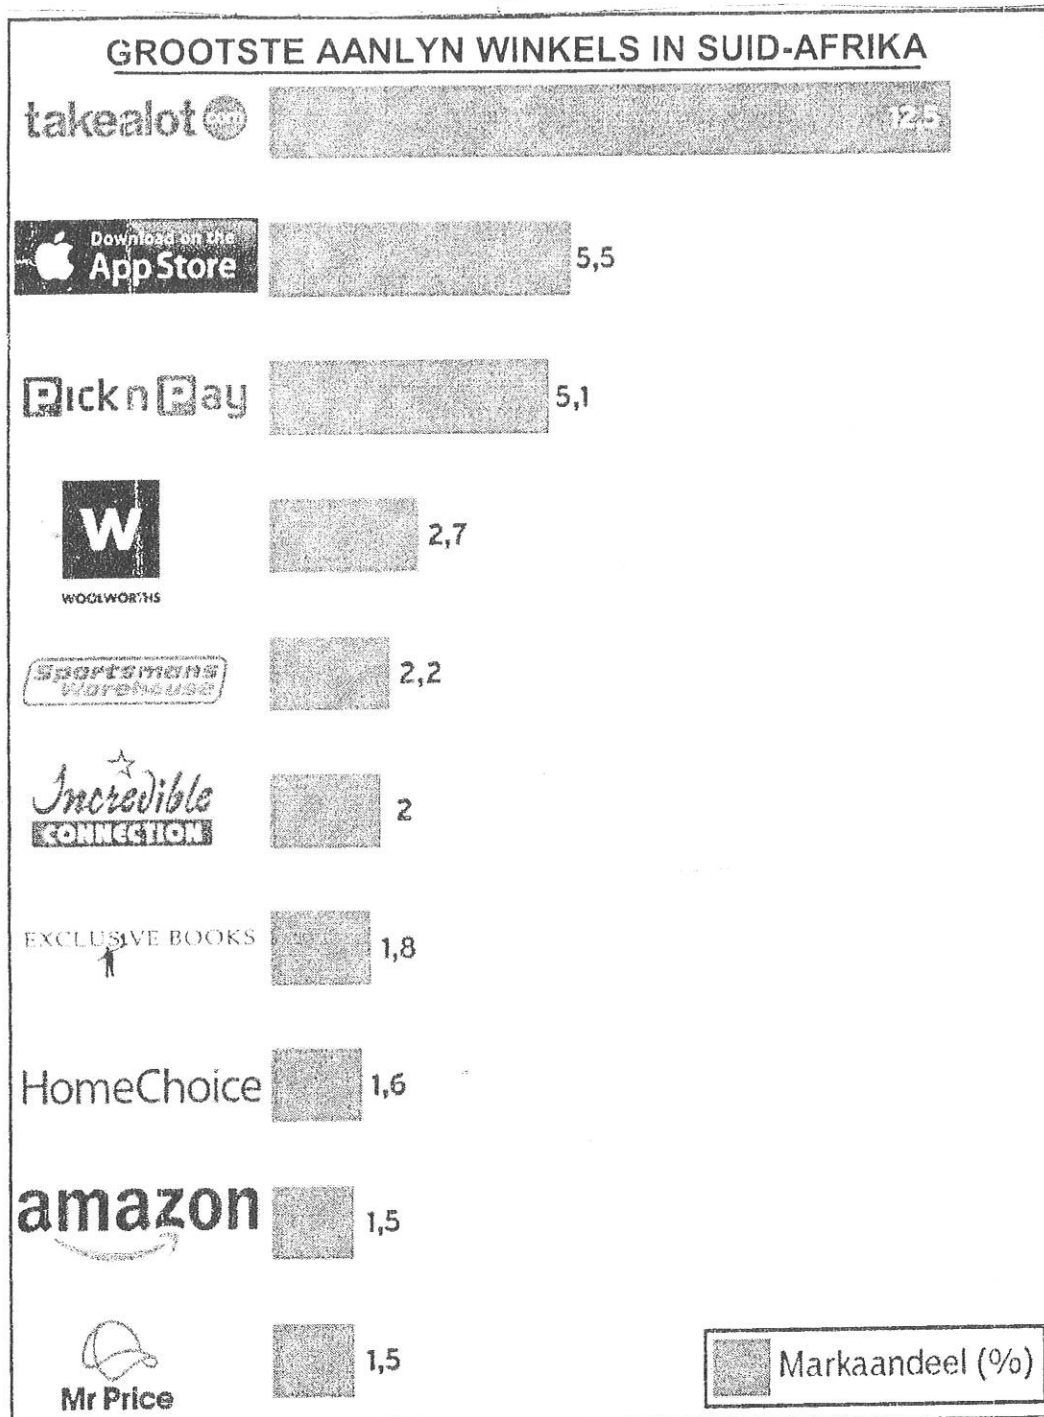 GROOTSTE AANLYN WINKELS IN SUID-AFRIKA
takealot com
12,5
Download on the
App Store
5,5
Pick n Pay
5,1
W
WOOLWORTHS
2,7
Sportsmans
Warehouse
2,2
Incredible
CONNECTION
2
EXCLUSIVE BOOKS
1,8
HomeChoice
1,6
amazon
1,5
Mr Price
1,5
Markaandeel (%)